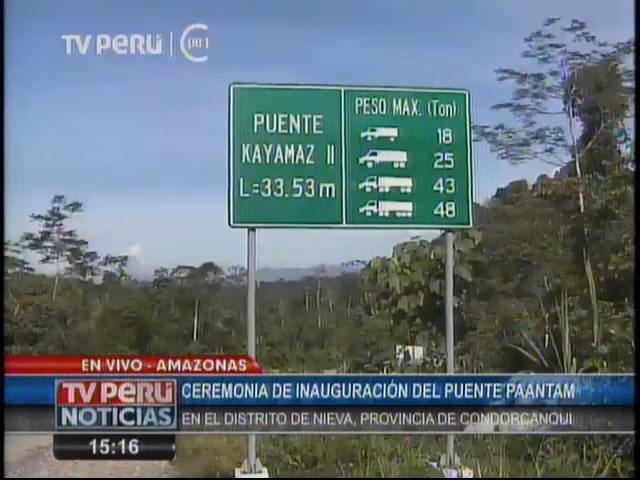 TV PERÚ
PUENTE
KAYAMAZ II
L=33.53m
PESO MAX. (Ton)
18
25
43
48
EN VIVO - AMAZONAS
TV PERÚ
NOTICIAS
CEREMONIA DE INAUGURACIÓN DEL PUENTE PAANTAM
EN EL DISTRITO DE NIEVA, PROVINCIA DE CONDORCANQUI
15:16